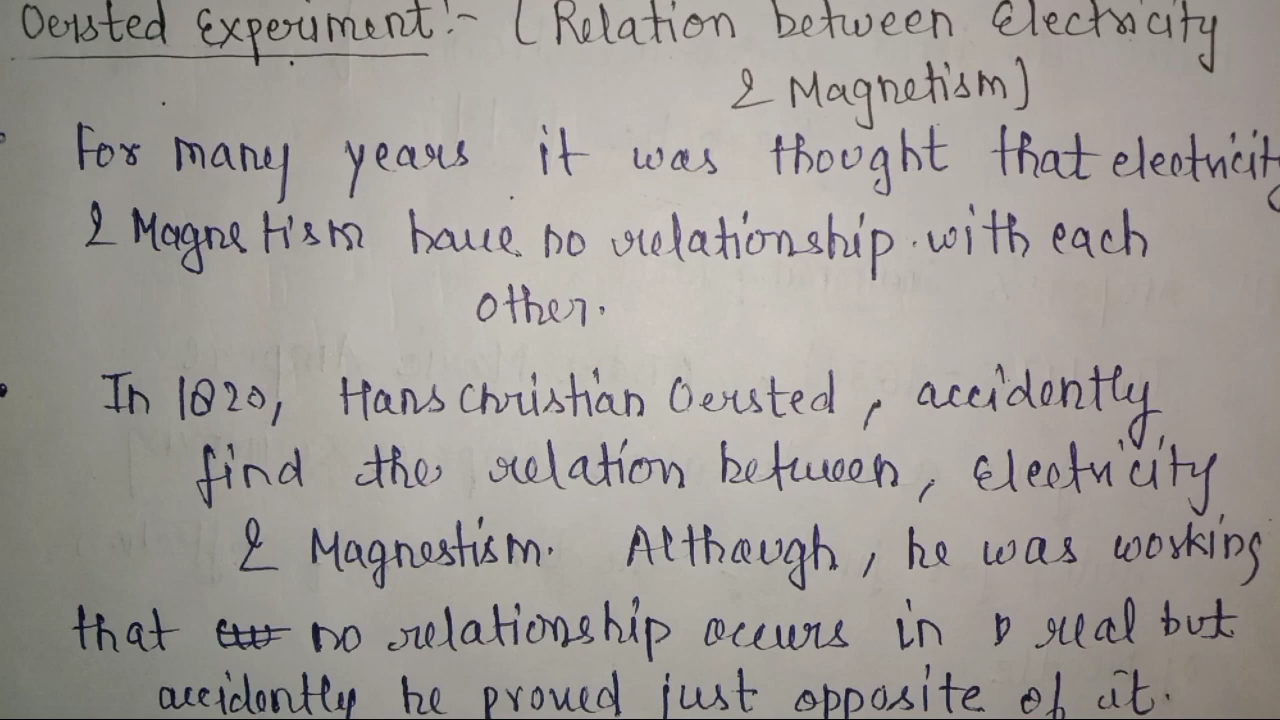 Oersted Experiment :- (Relation between Electricity
& Magnetism)
For many years it was thought that electricity
& Magnetism have no relationship with each
other.
In 1820, Hans Christian Oersted, accidently
find the relation between, Electricity
& Magnestism. Although, he was working
that no relationship occurs in real but
accidently he proved just opposite of it.